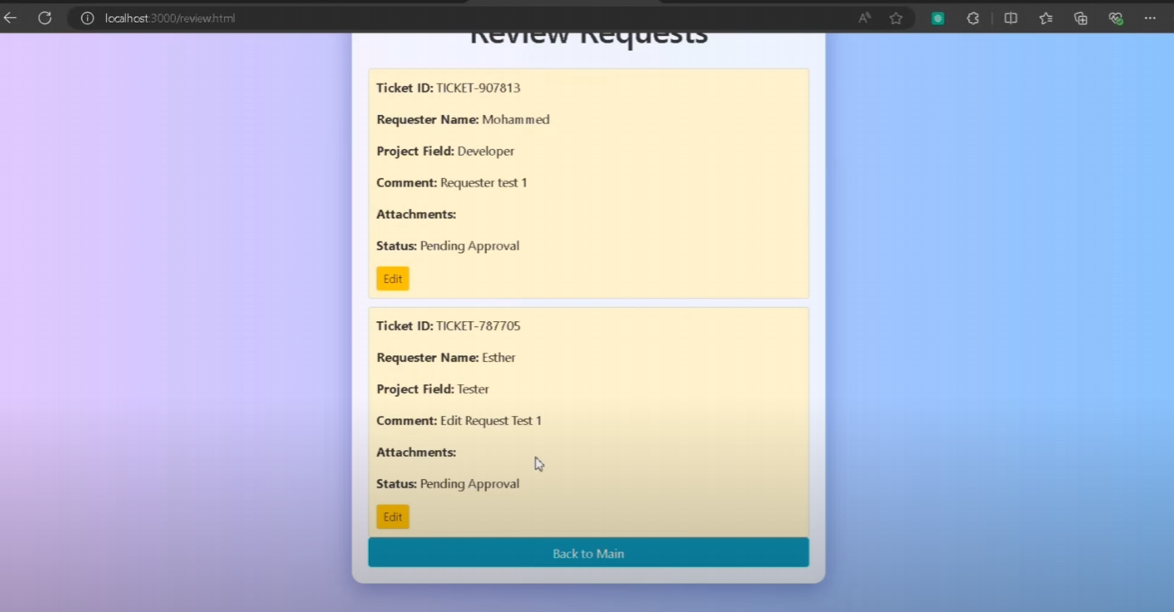 localhost:3000/review.html
Review Requests
Ticket ID: TICKET-907813
Requester Name: Mohammed
Project Field: Developer
Comment: Requester test 1
Attachments:
Status: Pending Approval
Edit
Ticket ID: TICKET-787705
Requester Name: Esther
Project Field: Tester
Comment: Edit Request Test 1
Attachments:
Status: Pending Approval
Edit
Back to Main